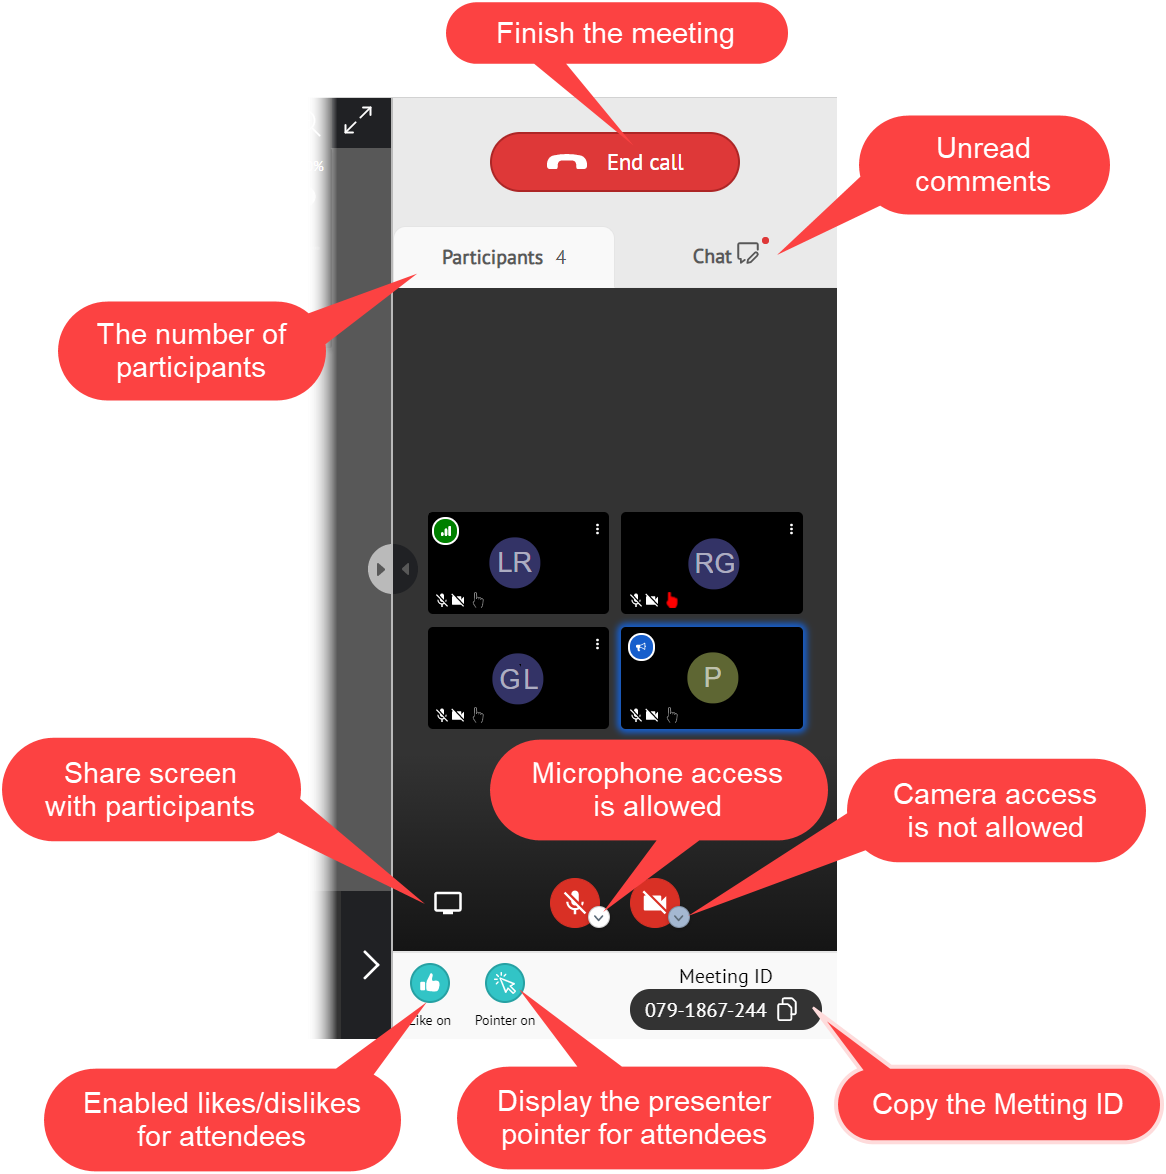 Finish the meeting
End call
Unread
comments
%
Participants 4
Chat
The number of
participants
LR
RG
GL
P
Share screen
with participants
Microphone access
is allowed
Camera access
is not allowed
Meeting ID
079-1867-244
Like on
Pointer on
Enabled likes/dislikes
for attendees
Display the presenter
pointer for attendees
Copy the Metting ID